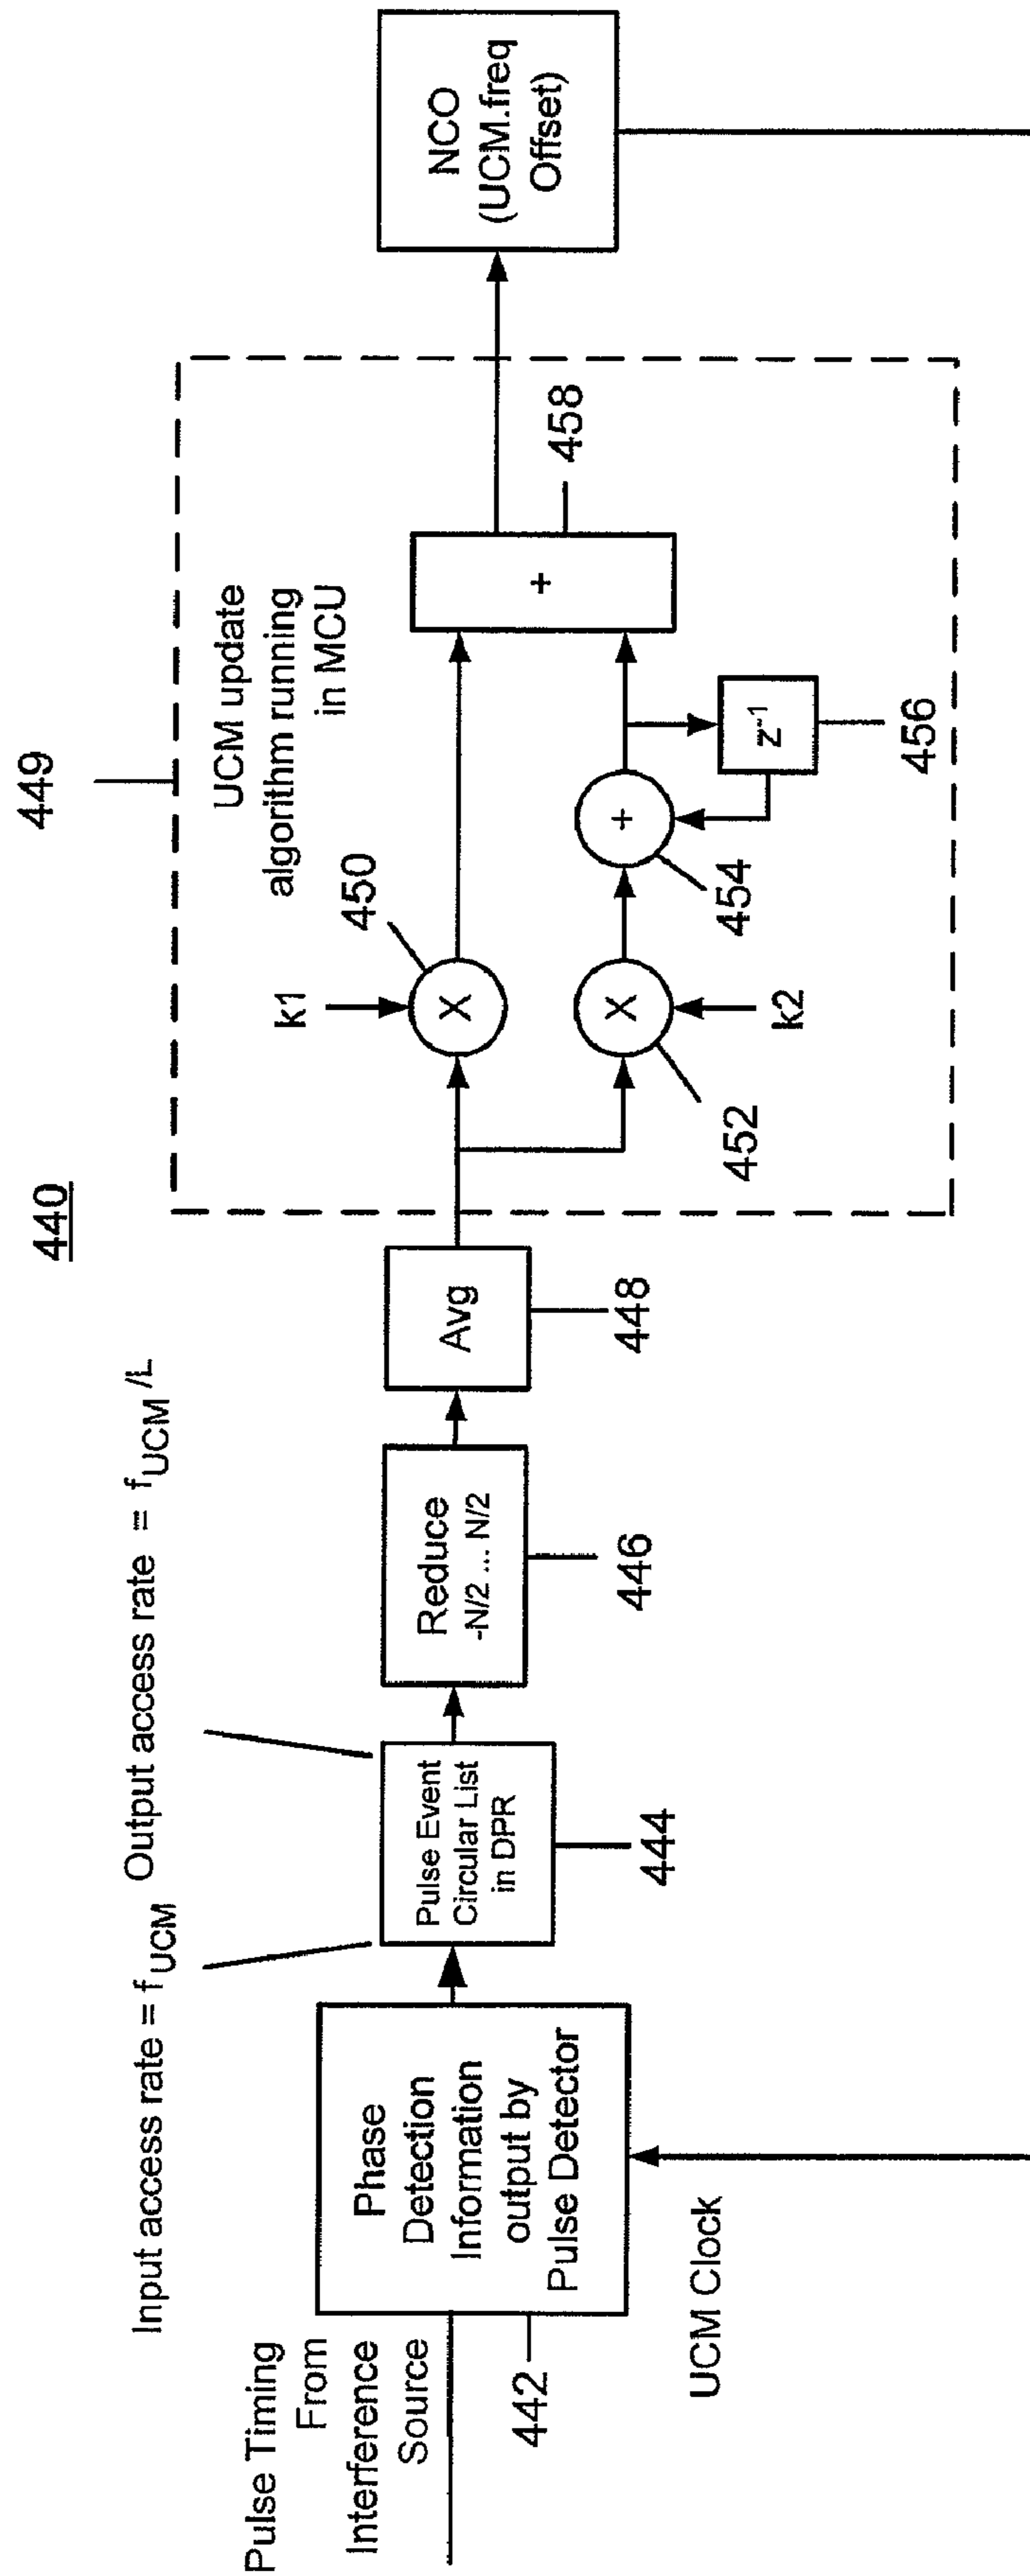 440
449
Input access rate = fUCM
Output access rate = fUCM/L
Pulse Timing
From
Interference
Source
442
Phase
Detection
Information
output by
Pulse Detector
UCM Clock
Pulse Event
Circular List
in DPR
444
Reduce
-N/2 ... N/2
446
Avg
448
UCM update
algorithm running
in MCU
k1
X
450
X
k2
452
+
454
z-1
456
+
458
NCO
(UCM.freq
Offset)